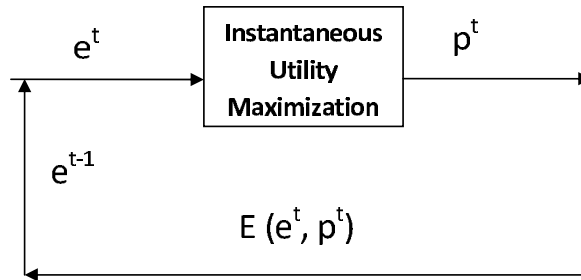 e^t
Instantaneous
Utility
Maximization
p^t
e^t-1
E (e^t, p^t)